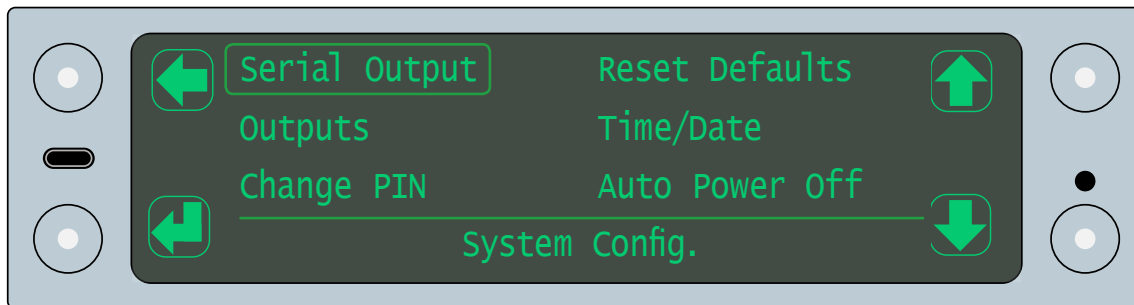 Serial Output
Reset Defaults
Outputs
Time/Date
Change PIN
Auto Power Off
System Config.